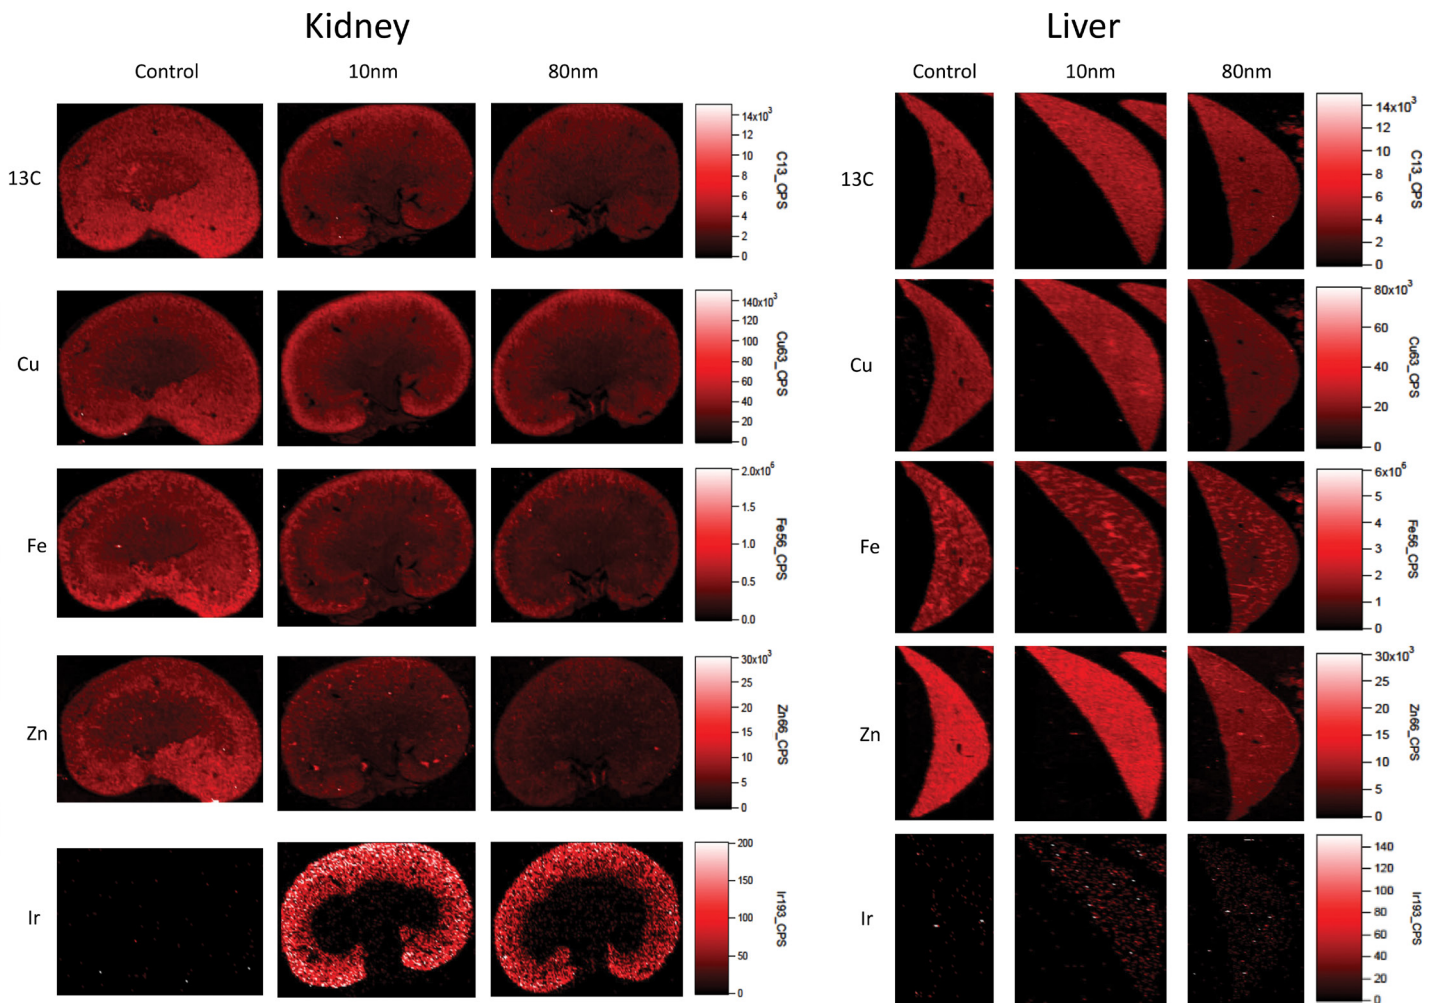 Kidney
Liver
Control 10nm 80nm
Control 10nm 80nm
13C
14x10³
12
10
8
6
4
2
0
C13_CPS
13C
14x10³
12
10
8
6
4
2
0
C13_CPS
Cu
140x10³
120
100
80
60
40
20
0
Cu63_CPS
Cu
80x10³
60
40
20
0
Cu63_CPS
Fe
2.0x10⁶
1.5
1.0
0.5
0.0
Fe56_CPS
Fe
6x10⁶
5
4
3
2
1
0
Fe56_CPS
Zn
30x10³
25
20
15
10
5
0
Zn66_CPS
Zn
30x10³
25
20
15
10
5
0
Zn66_CPS
Ir
200
150
100
50
0
Ir193_CPS
Ir
140
120
100
80
60
40
20
0
Ir193_CPS